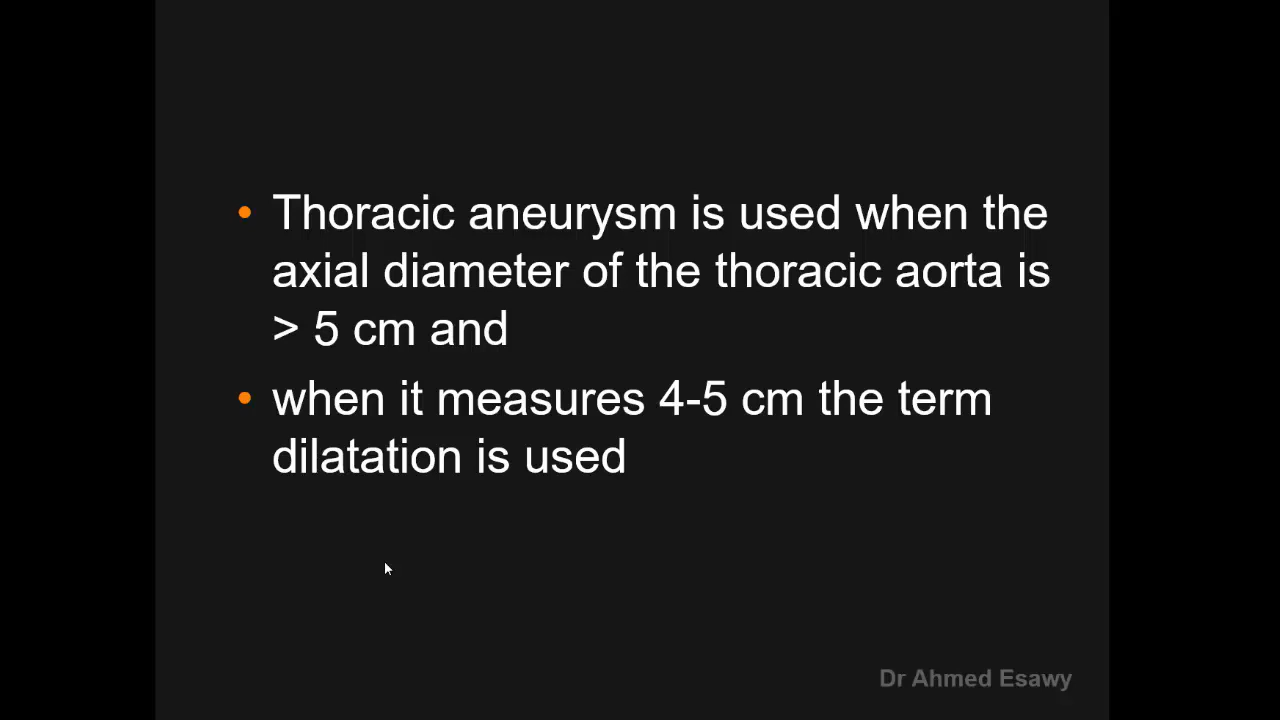 • Thoracic aneurysm is used when the
axial diameter of the thoracic aorta is
> 5 cm and
• when it measures 4-5 cm the term
dilatation is used
Dr Ahmed Esawy